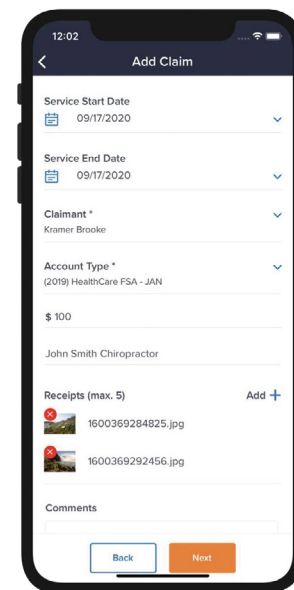 12:02
Add Claim
Service Start Date
09/17/2020
Service End Date
09/17/2020
Claimant *
Kramer Brooke
Account Type *
(2019) HealthCare FSA - JAN
$ 100
John Smith Chiropractor
Receipts (max. 5) Add +
1600369284825.jpg
1600369292456.jpg
Comments
Back Next